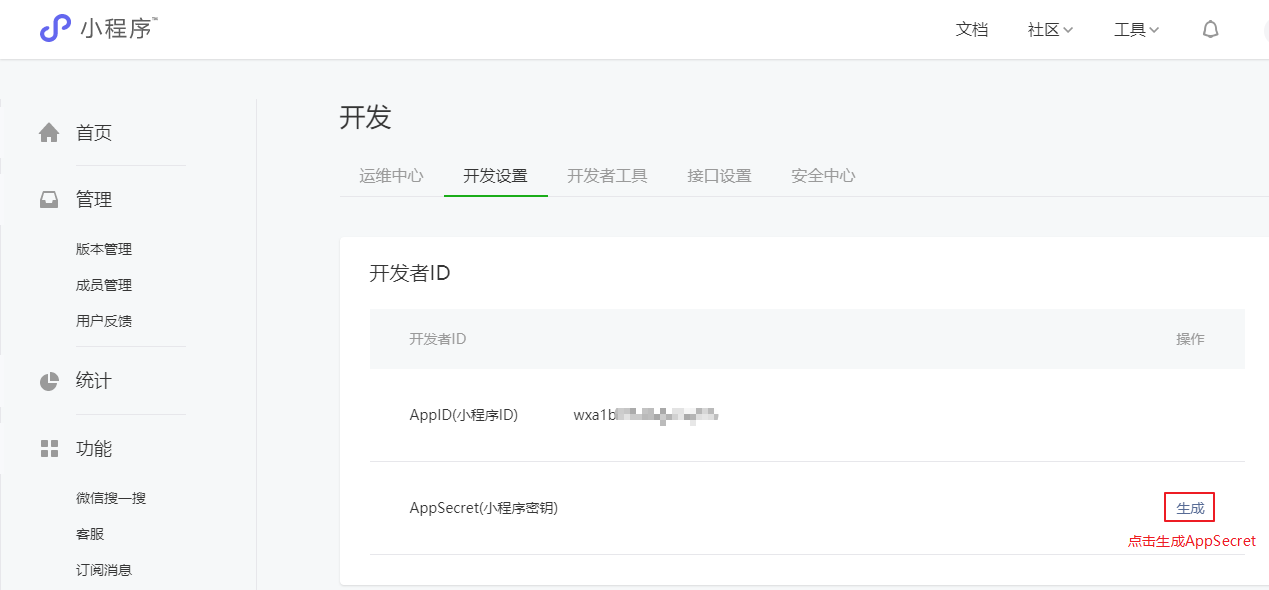 小程序™
文档 社区 工具
首页
管理
版本管理
成员管理
用户反馈
统计
功能
微信搜一搜
客服
订阅消息
开发
运维中心 开发设置 开发者工具 接口设置 安全中心
开发者ID
开发者ID 操作
AppID(小程序ID) wxa1b
AppSecret(小程序密钥) 生成
点击生成AppSecret